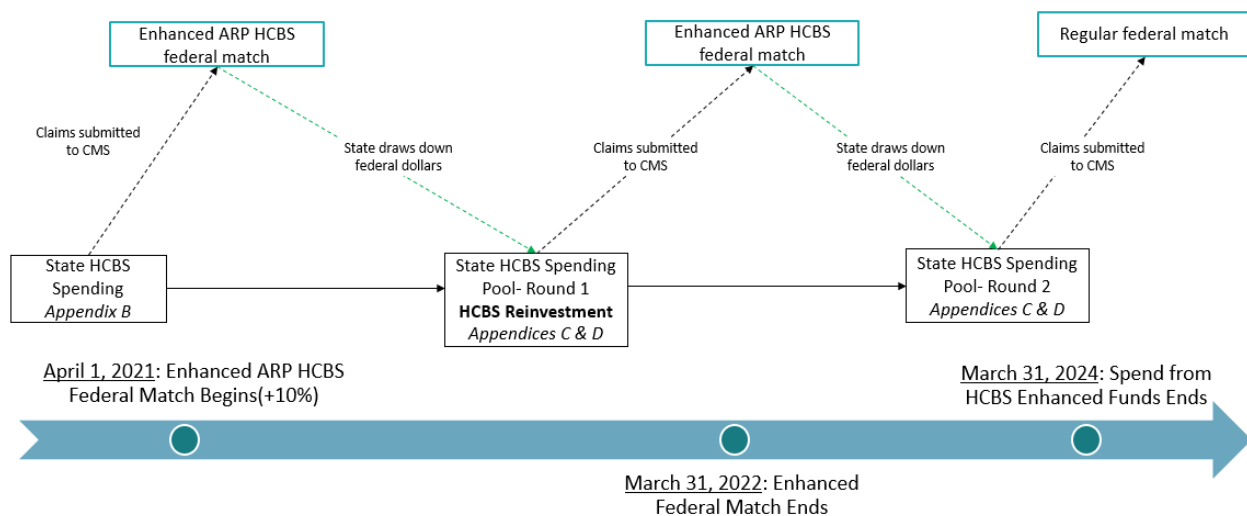 Enhanced ARP HCBS
federal match
Enhanced ARP HCBS
federal match
Regular federal match
Claims submitted
to CMS
State draws down
federal dollars
Claims submitted
to CMS
State draws down
federal dollars
Claims submitted
to CMS
State HCBS
Spending
Appendix B
State HCBS Spending
Pool- Round 1
HCBS Reinvestment
Appendices C & D
State HCBS Spending
Pool- Round 2
Appendices C & D
April 1, 2021: Enhanced ARP HCBS
Federal Match Begins(+10%)
March 31, 2024: Spend from
HCBS Enhanced Funds Ends
March 31, 2022: Enhanced
Federal Match Ends